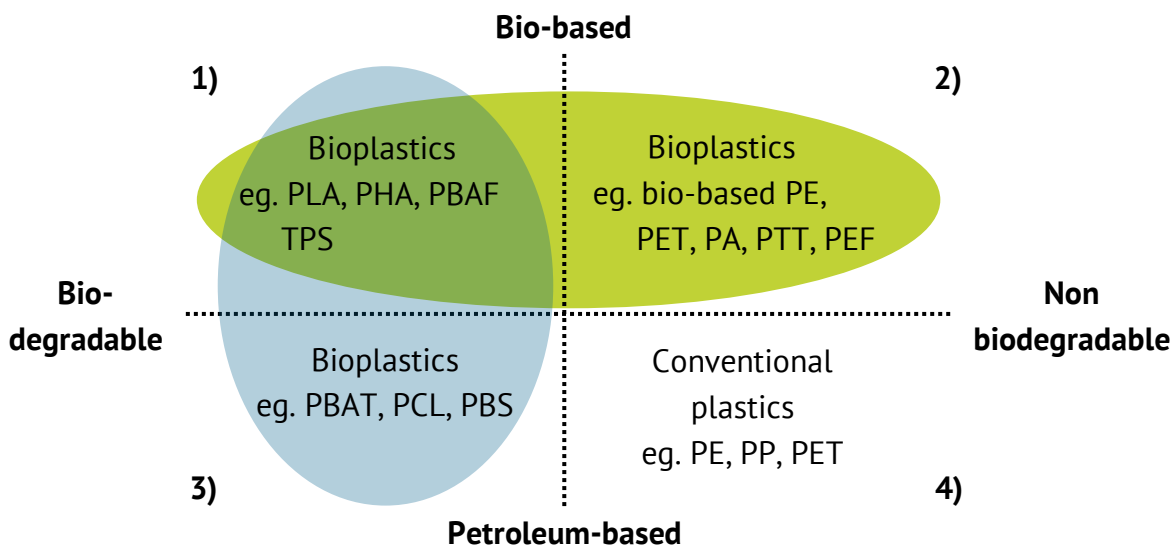 Bio-based
1)
2)
Bioplastics
eg. PLA, PHA, PBAF
TPS
Bioplastics
eg. bio-based PE,
PET, PA, PTT, PEF
Bio-
degradable
Non
biodegradable
Bioplastics
eg. PBAT, PCL, PBS
Conventional
plastics
eg. PE, PP, PET
3)
4)
Petroleum-based